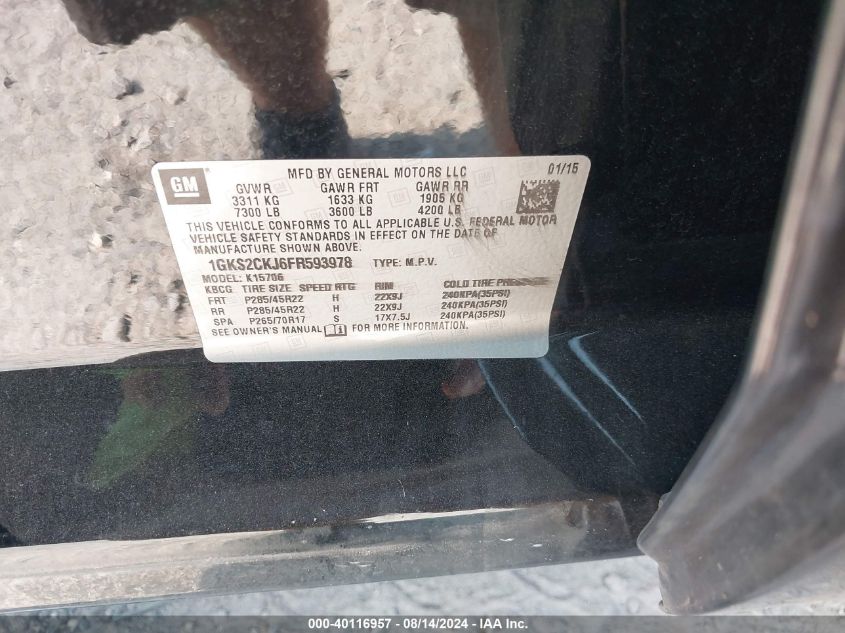 GM
MFD BY GENERAL MOTORS LLC 01/15
GVWR GAWR FRT GAWR RR
3311 KG 1633 KG 1905 KG
7300 LB 3600 LB 4200 LB
THIS VEHICLE CONFORMS TO ALL APPLICABLE U.S. FEDERAL MOTOR
VEHICLE SAFETY STANDARDS IN EFFECT ON THE DATE OF
MANUFACTURE SHOWN ABOVE.
1GKS2CKJ6FR593978 TYPE: M.P.V.
MODEL: K15706
KBCG TIRE SIZE SPEED RTG RIM COLD TIRE PRESSURE
FRT P285/45R22 H 22X9J 240KPA(35PSI)
RR P285/45R22 H 22X9J 240KPA(35PSI)
SPA P265/70R17 S 17X7.5J 240KPA(35PSI)
SEE OWNER'S MANUAL FOR MORE INFORMATION.
000-40116957 - 08/14/2024 - IAA Inc.